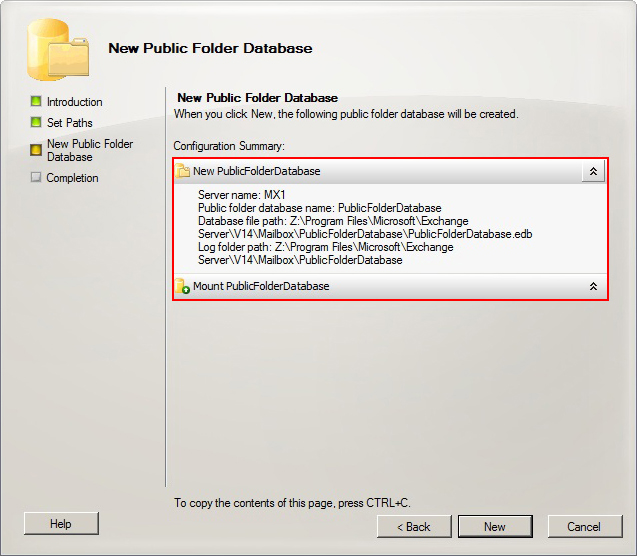 New Public Folder Database
Introduction
Set Paths
New Public Folder
Database
Completion
New Public Folder Database
When you click New, the following public folder database will be created.
Configuration Summary:
New PublicFolderDatabase
Server name: MX1
Public folder database name: PublicFolderDatabase
Database file path: Z:\Program Files\Microsoft\Exchange
Server\V14\Mailbox\PublicFolderDatabase\PublicFolderDatabase.edb
Log folder path: Z:\Program Files\Microsoft\Exchange
Server\V14\Mailbox\PublicFolderDatabase
Mount PublicFolderDatabase
To copy the contents of this page, press CTRL+C.
Help
< Back
New
Cancel